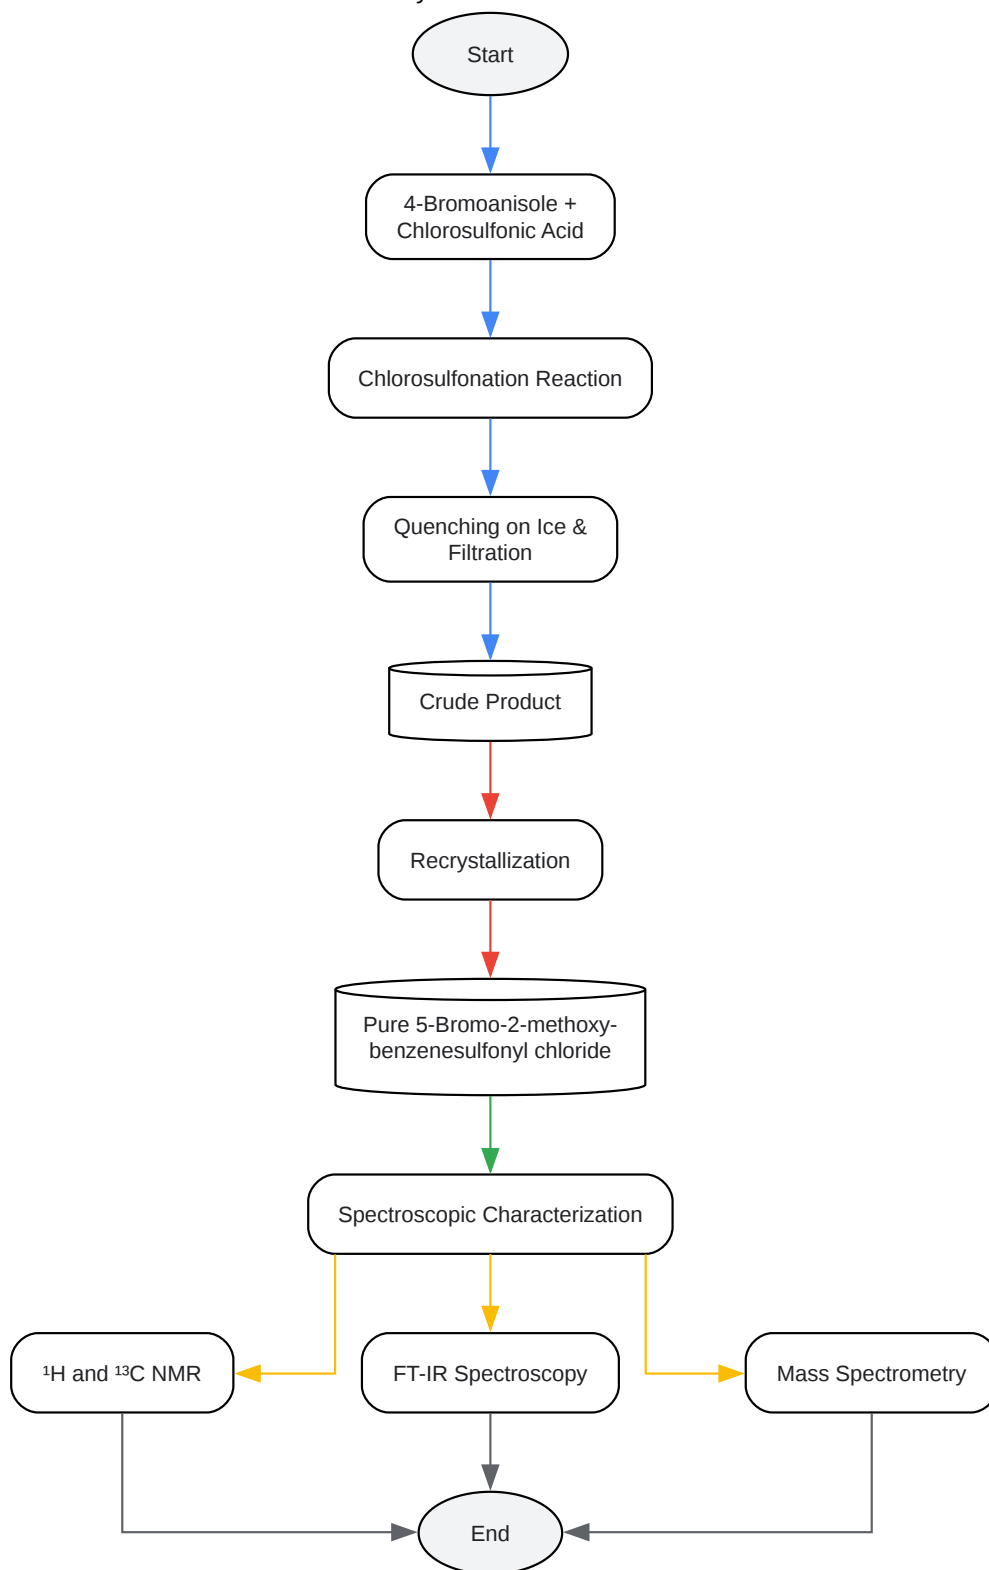 Start
4-Bromoanisole +
Chlorosulfonic Acid
Chlorosulfonation Reaction
Quenching on Ice &
Filtration
Crude Product
Recrystallization
Pure 5-Bromo-2-methoxy-
benzenesulfonyl chloride
Spectroscopic Characterization
¹H and ¹³C NMR
FT-IR Spectroscopy
Mass Spectrometry
End